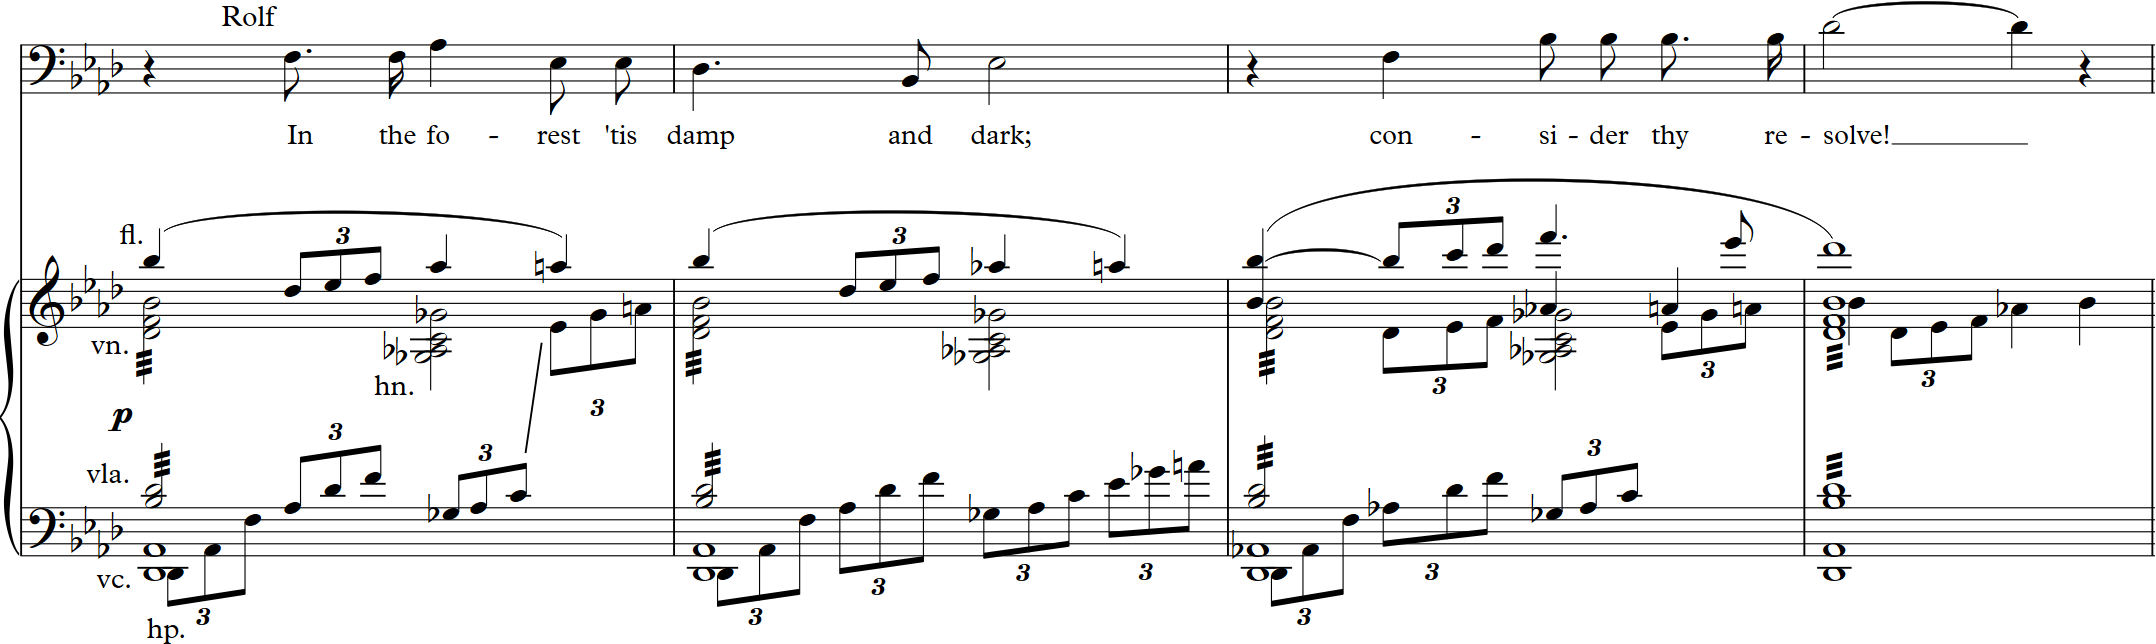 Rolf
In the fo - rest 'tis damp and dark; con - si - der thy re - solve!
fl.
3 3 3
vn.
hn.
3 3 3
p
3 3 3
vla.
vc.
3 3 3
hp. 3 3 3